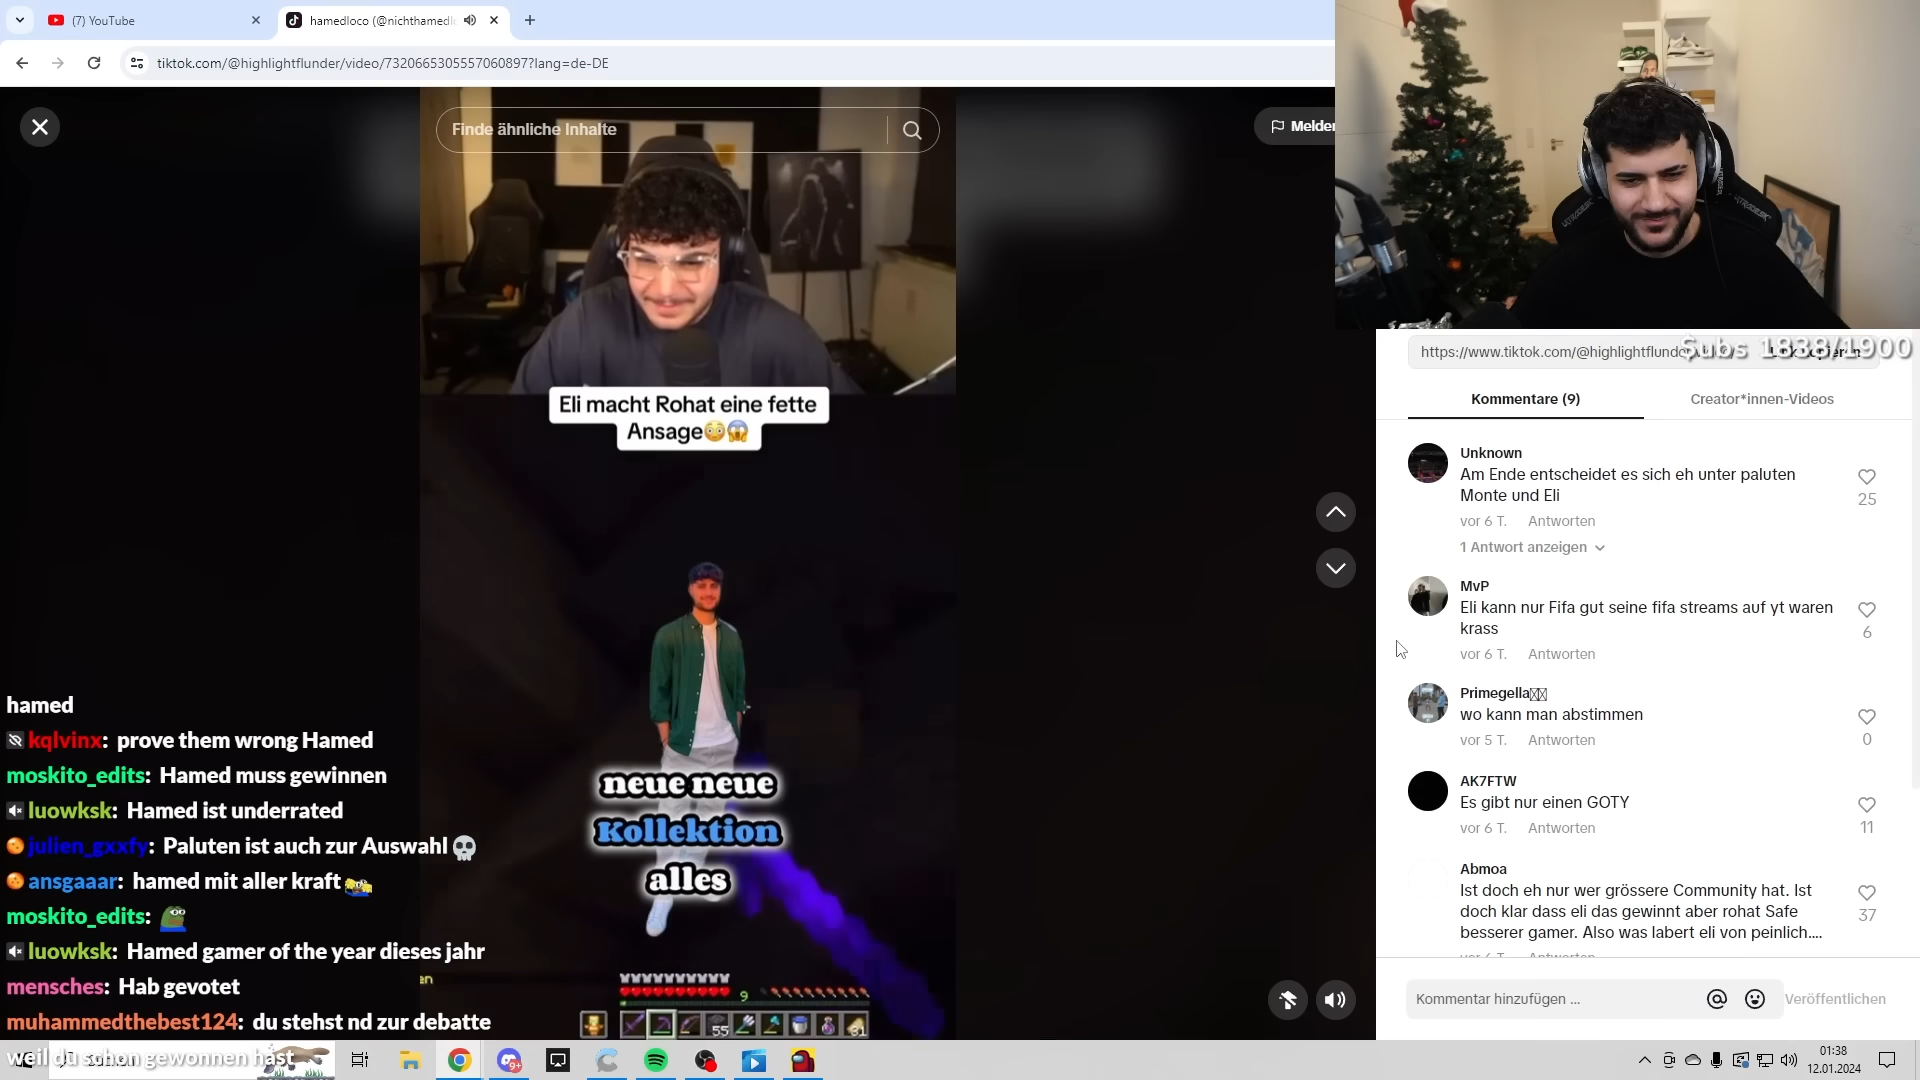 (7) YouTube
hamedloco (@nichthamedlo
tiktok.com/@highlightflunder/video/7320665305557060897?lang=de-DE
Finde ähnliche Inhalte
Melden
Eli macht Rohat eine fette
Ansage😳😱
neue neue
Kollektion
alles
9
55
31
Subs 1838/1900
https://www.tiktok.com/@highlightflunder
Kommentare (9)
Creator*innen-Videos
Unknown
Am Ende entscheidet es sich eh unter paluten
Monte und Eli
25
vor 6 T. Antworten
1 Antwort anzeigen
MvP
Eli kann nur Fifa gut seine fifa streams auf yt waren
krass
6
vor 6 T. Antworten
Primegella
wo kann man abstimmen
0
vor 5 T. Antworten
AK7FTW
Es gibt nur einen GOTY
11
vor 6 T. Antworten
Abmoa
Ist doch eh nur wer grössere Community hat. Ist
doch klar dass eli das gewinnt aber rohat Safe
besserer gamer. Also was labert eli von peinlich....
37
Kommentar hinzufügen ...
Veröffentlichen
hamed
kqlvinx: prove them wrong Hamed
moskito_edits: Hamed muss gewinnen
luowksk: Hamed ist underrated
julien_gxxfy: Paluten ist auch zur Auswahl 💀
ansgaaar: hamed mit aller kraft
moskito_edits:
luowksk: Hamed gamer of the year dieses jahr
mensches: Hab gevotet
muhammedthebest124: du stehst nd zur debatte
weil du schon gewonnen hast
9+
01:38
12.01.2024